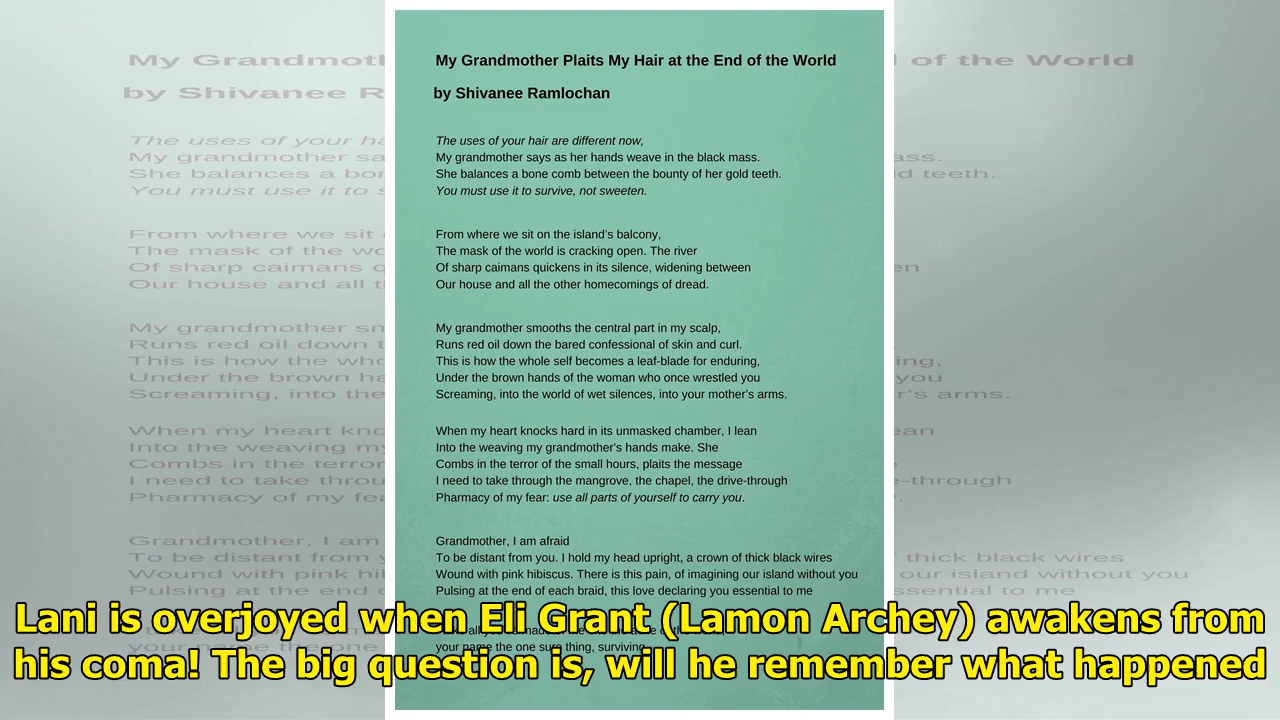 My Grandmother Plaits My Hair at the End of the World
by Shivanee Ramlochan
The uses of your hair are different now,
My grandmother says as her hands weave in the black mass.
She balances a bone comb between the bounty of her gold teeth.
You must use it to survive, not sweeten.
From where we sit on the island’s balcony,
The mask of the world is cracking open. The river
Of sharp caimans quickens in its silence, widening between
Our house and all the other homecomings of dread.
My grandmother smooths the central part in my scalp,
Runs red oil down the bared confessional of skin and curl.
This is how the whole self becomes a leaf-blade for enduring,
Under the brown hands of the woman who once wrestled you
Screaming, into the world of wet silences, into your mother’s arms.
When my heart knocks hard in its unmasked chamber, I lean
Into the weaving my grandmother’s hands make. She
Combs in the terror of the small hours, plaits the message
I need to take through the mangrove, the chapel, the drive-through
Pharmacy of my fear: use all parts of yourself to carry you.
Grandmother, I am afraid
To be distant from you. I hold my head upright, a crown of thick black wires
Wound with pink hibiscus. There is this pain, of imagining our island without you
Pulsing at the end of each braid, this love declaring you essential to me
your name the one sure thing, surviving.
Lani is overjoyed when Eli Grant (Lamon Archey) awakens from
his coma! The big question is, will he remember what happened